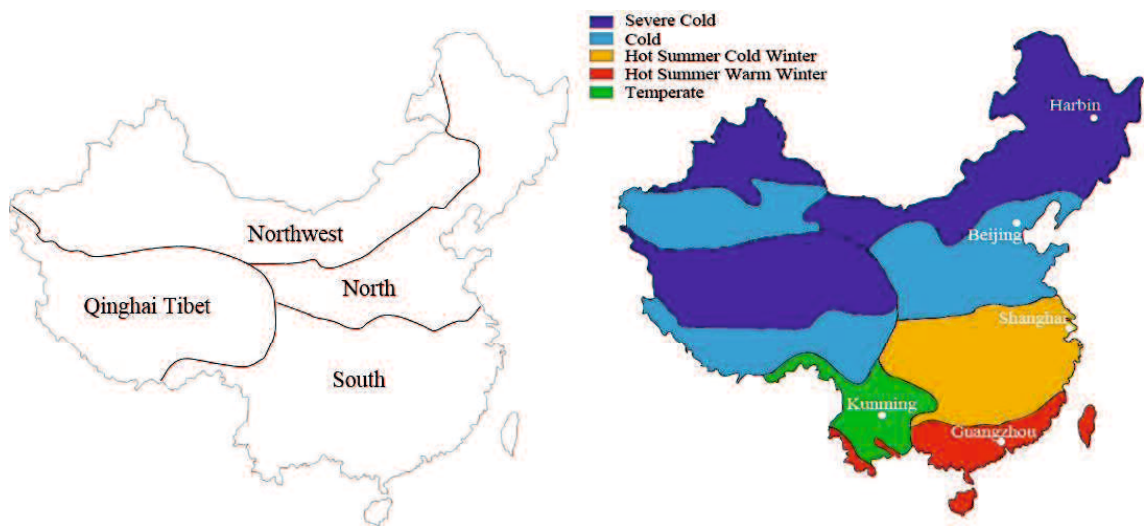 Northwest
North
Qinghai Tibet
South
Severe Cold
Cold
Hot Summer Cold Winter
Hot Summer Warm Winter
Temperate
Harbin
Beijing
Shanghai
Kunming
Guangzhou